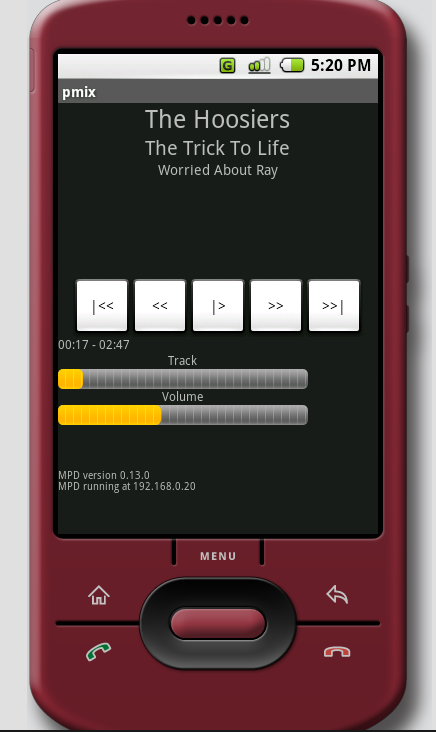 G 5:20 PM
pmix
The Hoosiers
The Trick To Life
Worried About Ray
|<< << |> >> >>|
00:17 - 02:47
Track
Volume
MPD version 0.13.0
MPD running at 192.168.0.20
MENU